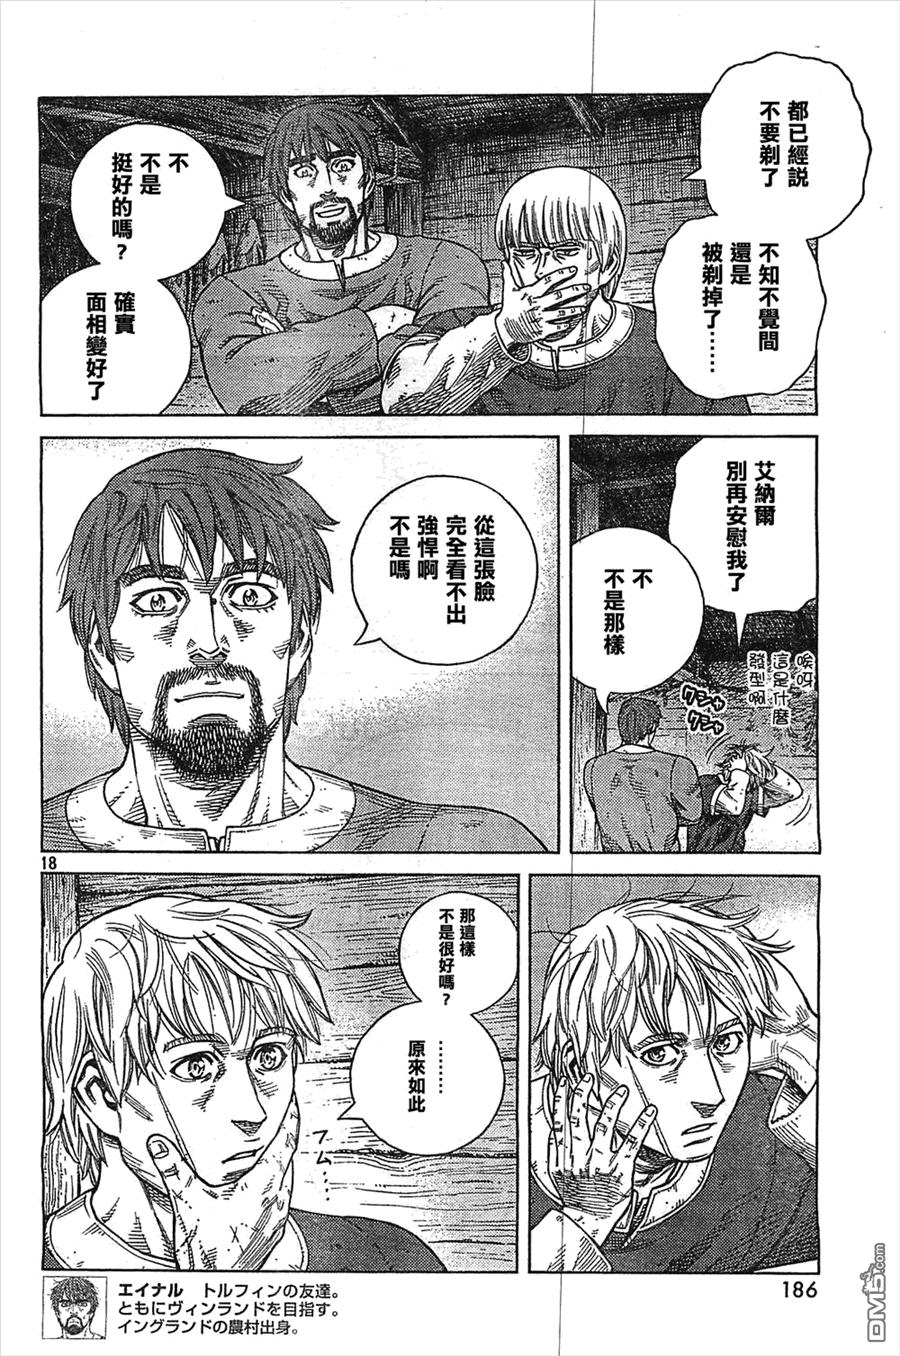 都已經說
不要剃了
不知不覺間
還是
被剃掉了……
不
不是
挺好的嗎？
確實
面相變好了
艾納爾
別再安慰我了
不
不是那樣
唉呀
這是什麼
發型啊
クシャ
クシャ
從這張臉
完全看不出
強悍啊
不是嗎
18
那這樣
不是很好嗎？
………
原來如此
フム…
エイナル トルフィンの友達。
ともにヴィンランドを目指す。
イングランドの農村出身。
186
DM5.com